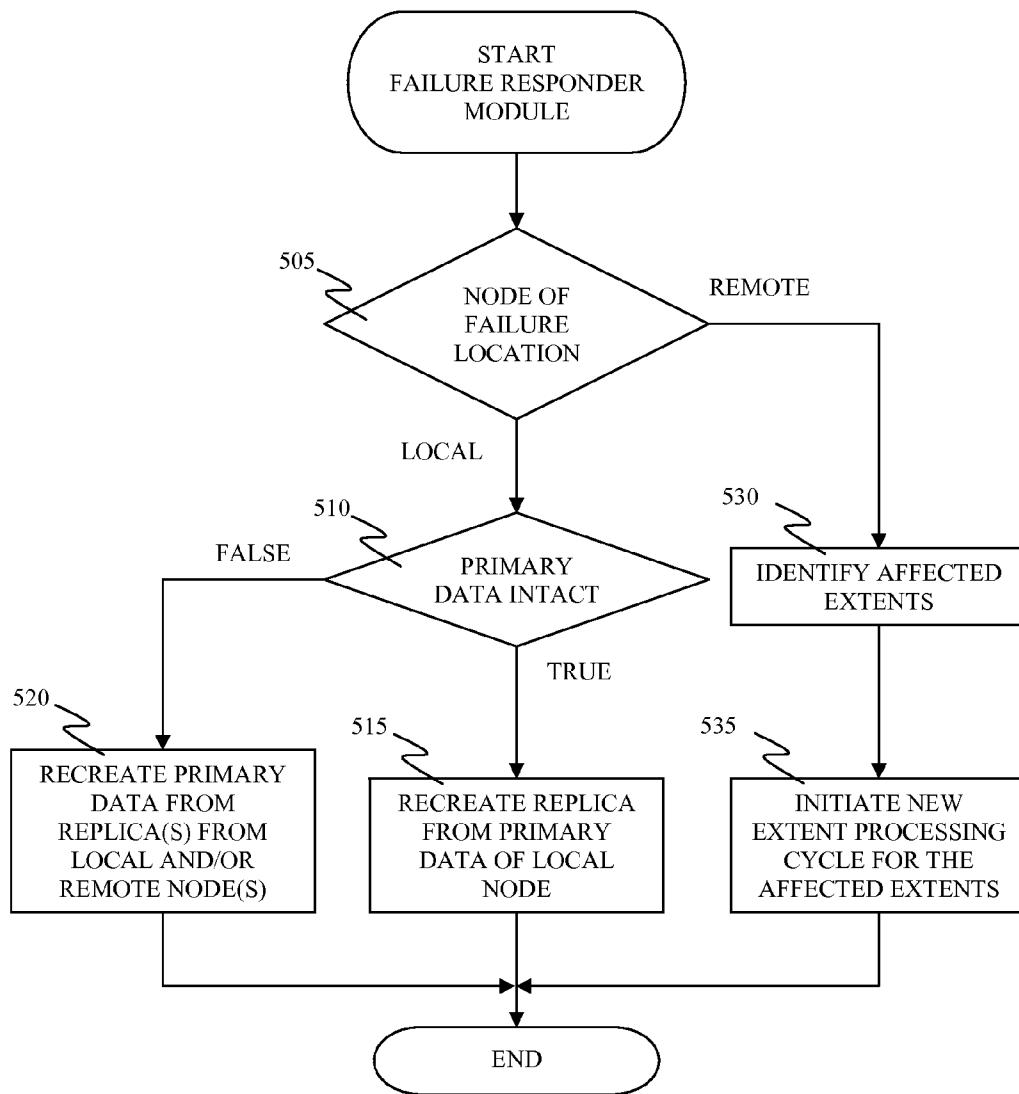 START
FAILURE RESPONDER
MODULE
505
NODE OF
FAILURE
LOCATION
REMOTE
LOCAL
510
PRIMARY
DATA INTACT
FALSE
TRUE
530
IDENTIFY AFFECTED
EXTENTS
520
RECREATE PRIMARY
DATA FROM
REPLICA(S) FROM
LOCAL AND/OR
REMOTE NODE(S)
515
RECREATE REPLICA
FROM PRIMARY
DATA OF LOCAL
NODE
535
INITIATE NEW
EXTENT PROCESSING
CYCLE FOR THE
AFFECTED EXTENTS
END